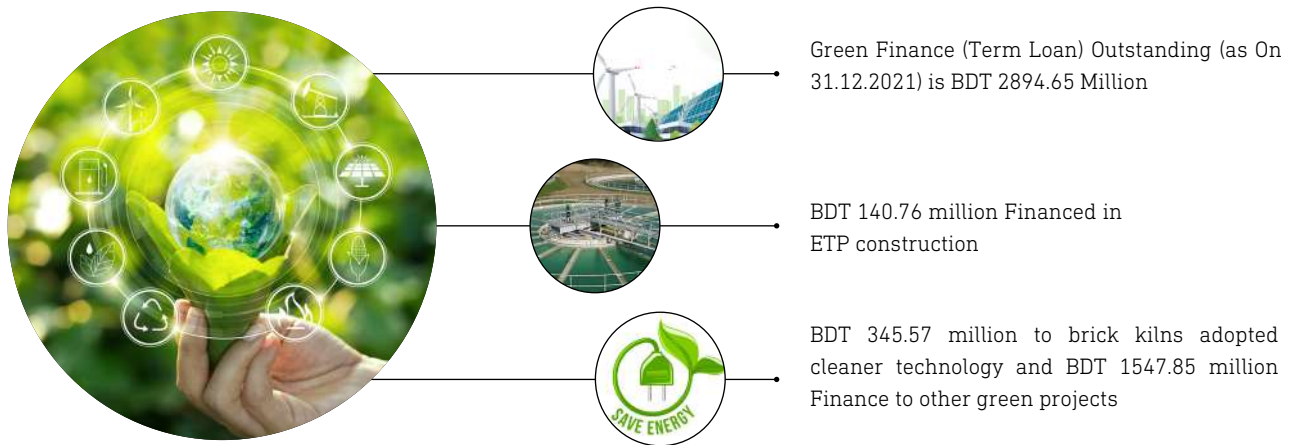 Green Finance (Term Loan) Outstanding (as On
31.12.2021) is BDT 2894.65 Million
BDT 140.76 million Financed in
ETP construction
BDT 345.57 million to brick kilns adopted
cleaner technology and BDT 1547.85 million
Finance to other green projects
SAVE ENERGY